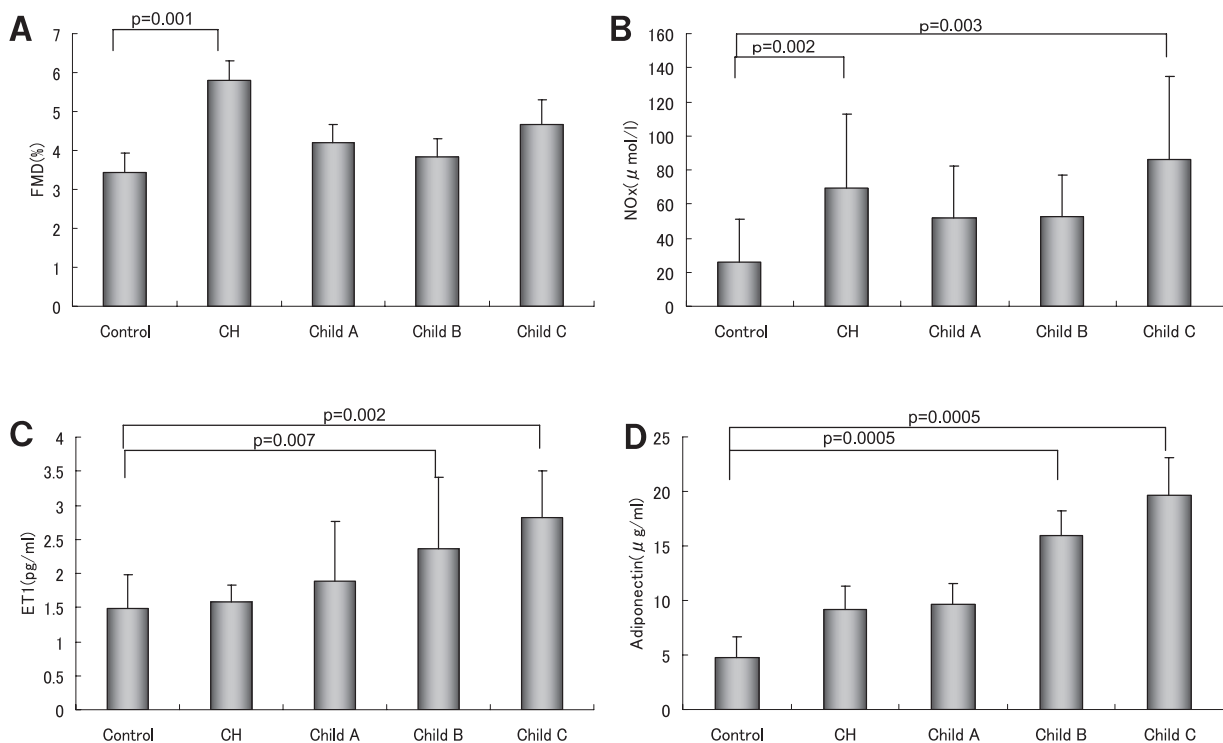 A
p=0.001
FMD(%)
7
6
5
4
3
2
1
0
Control CH Child A Child B Child C
B
p=0.003
p=0.002
NOx(μ mol/l)
160
140
120
100
80
60
40
20
0
Control CH Child A Child B Child C
C
p=0.002
p=0.007
ET1(pg/ml)
4
3.5
3
2.5
2
1.5
1
0.5
0
Control CH Child A Child B Child C
D
p=0.0005
p=0.0005
Adiponectin(μ g/ml)
25
20
15
10
5
0
Control CH Child A Child B Child C